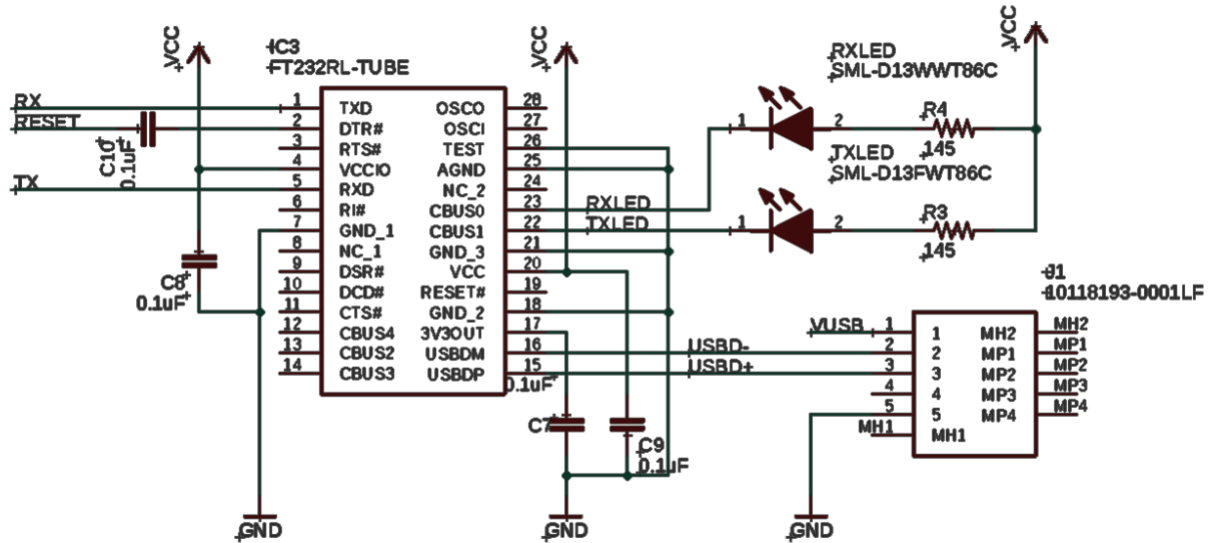 VCC
IC3
FT232RL-TUBE
VCC
RXLED
SML-D13WWT86C
VCC
RX
1 TXD OSCO 28
RESET
2 DTR# OSCI 27
3 RTS# TEST 26
4 VCCIO AGND 25
TX
5 RXD NC_2 24
6 RI# CBUS0 23
7 GND_1 CBUS1 22
8 NC_1 GND_3 21
9 DSR# VCC 20
10 DCD# RESET# 19
11 CTS# GND_2 18
12 CBUS4 3V3OUT 17
13 CBUS2 USBDM 16
14 CBUS3 USBDP 15
C10
0.1uF
C8
0.1uF
RXLED
TXLED
1 2
R4
145
TXLED
SML-D13FWT86C
1 2
R3
145
J1
10118193-0001LF
VUSB 1 1 MH2 MH2
USBD- 2 2 MP1 MP1
USBD+ 3 3 MP2 MP2
4 4 MP3 MP3
5 5 MP4 MP4
MH1 MH1
0.1uF
C7
C9
0.1uF
GND
GND
GND